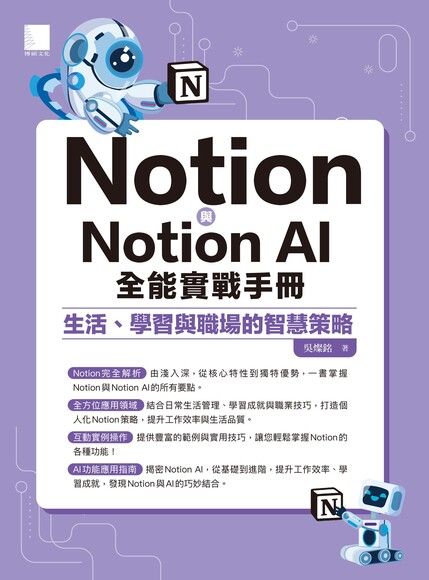 博碩文化
N
Notion
與
Notion AI
全能實戰手冊
生活、學習與職場的智慧策略
吳燦銘 著
Notion完全解析 由淺入深，從核心特性到獨特優勢，一書掌握
Notion與Notion AI的所有要點。
全方位應用領域 結合日常生活管理、學習成就與職業技巧，打造個
人化Notion策略，提升工作效率與生活品質。
互動實例操作 提供豐富的範例與實用技巧，讓您輕鬆掌握Notion的
各種功能！
AI功能應用指南 揭密Notion AI，從基礎到進階，提升工作效率、學
習成就，發現Notion與AI的巧妙結合。
N